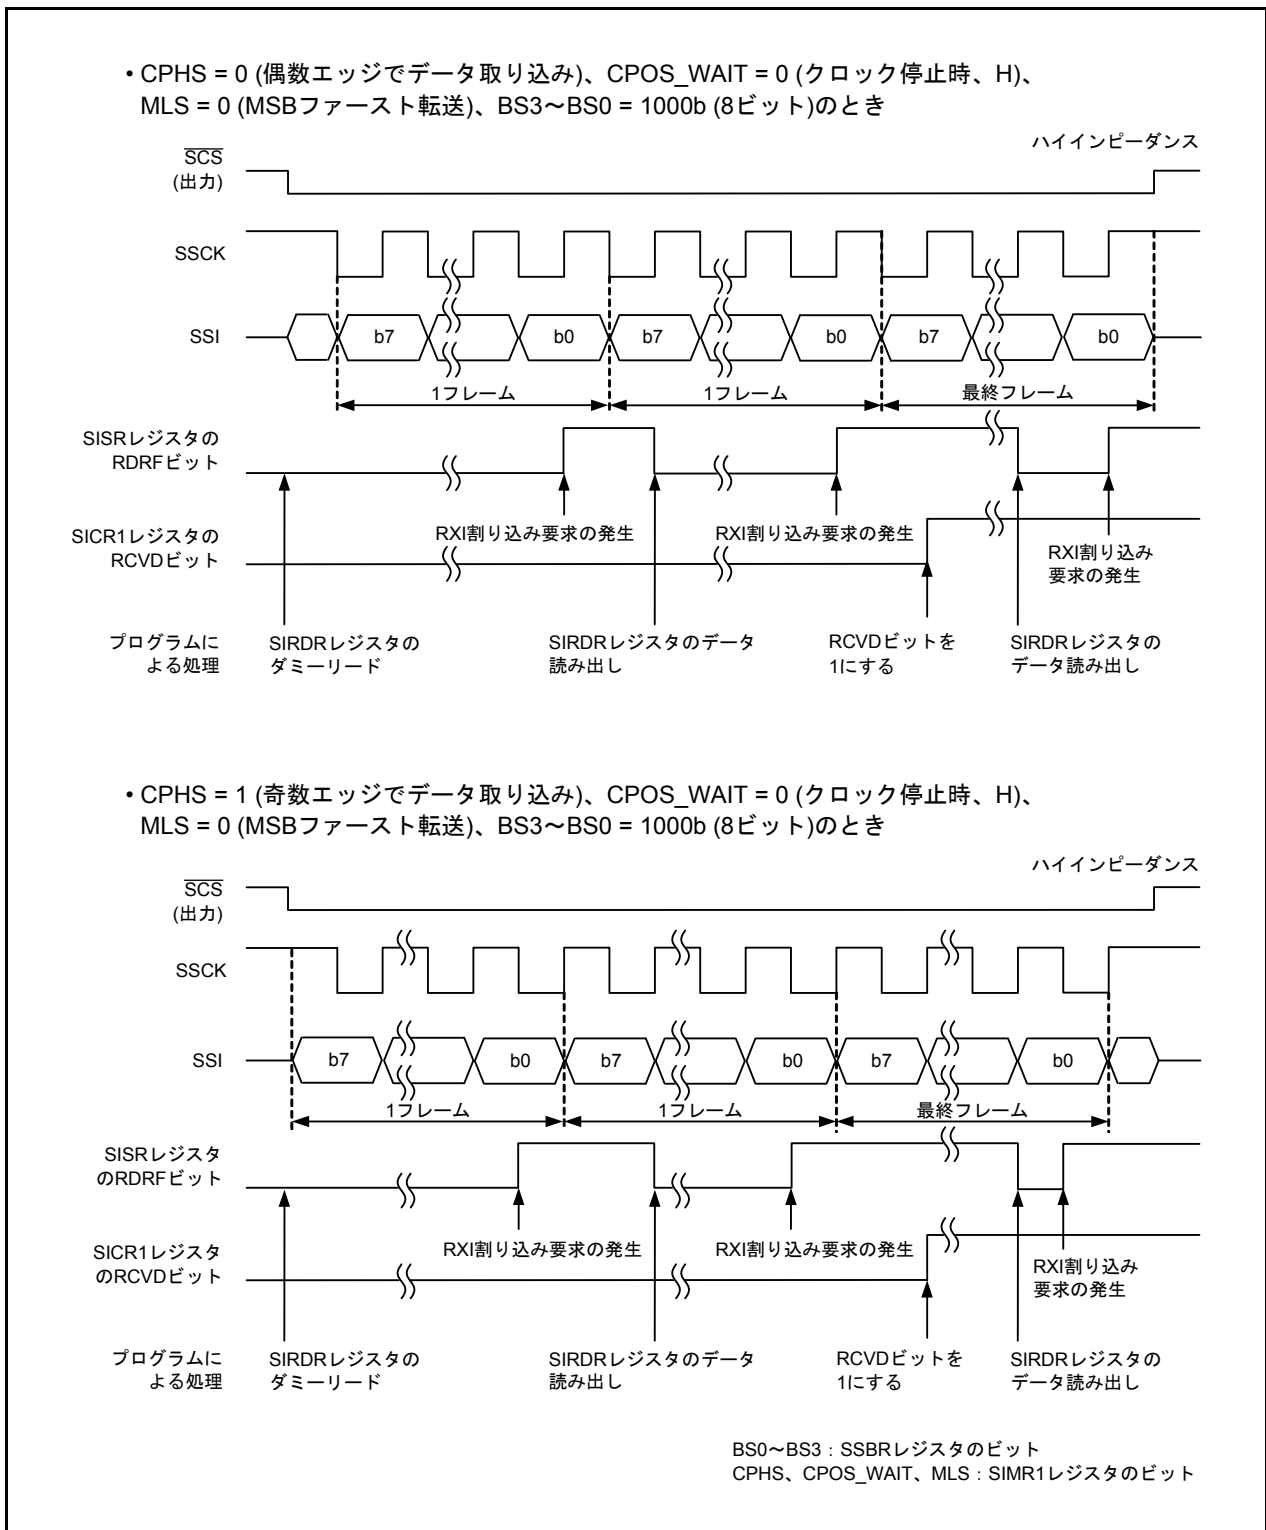 • CPHS = 0 (偶数エッジでデータ取り込み)、CPOS_WAIT = 0 (クロック停止時、H)、
MLS = 0 (MSBファースト転送)、BS3～BS0 = 1000b (8ビット)のとき
ハイインピーダンス
SCS
(出力)
SSCK
SSI
b7
b0
b7
b0
b7
b0
1フレーム
1フレーム
最終フレーム
SISRレジスタの
RDRFビット
RXI割り込み要求の発生
RXI割り込み要求の発生
RXI割り込み
要求の発生
SICR1レジスタの
RCVDビット
プログラムに
よる処理
SIRDRレジスタの
ダミーリード
SIRDRレジスタのデータ
読み出し
RCVDビットを
1にする
SIRDRレジスタの
データ読み出し
• CPHS = 1 (奇数エッジでデータ取り込み)、CPOS_WAIT = 0 (クロック停止時、H)、
MLS = 0 (MSBファースト転送)、BS3～BS0 = 1000b (8ビット)のとき
ハイインピーダンス
SCS
(出力)
SSCK
SSI
b7
b0
b7
b0
b7
b0
1フレーム
1フレーム
最終フレーム
SISRレジスタ
のRDRFビット
RXI割り込み要求の発生
RXI割り込み要求の発生
RXI割り込み
要求の発生
SICR1レジスタ
のRCVDビット
プログラムに
よる処理
SIRDRレジスタの
ダミーリード
SIRDRレジスタのデータ
読み出し
RCVDビットを
1にする
SIRDRレジスタの
データ読み出し
BS0～BS3：SSBRレジスタのビット
CPHS、CPOS_WAIT、MLS：SIMR1レジスタのビット